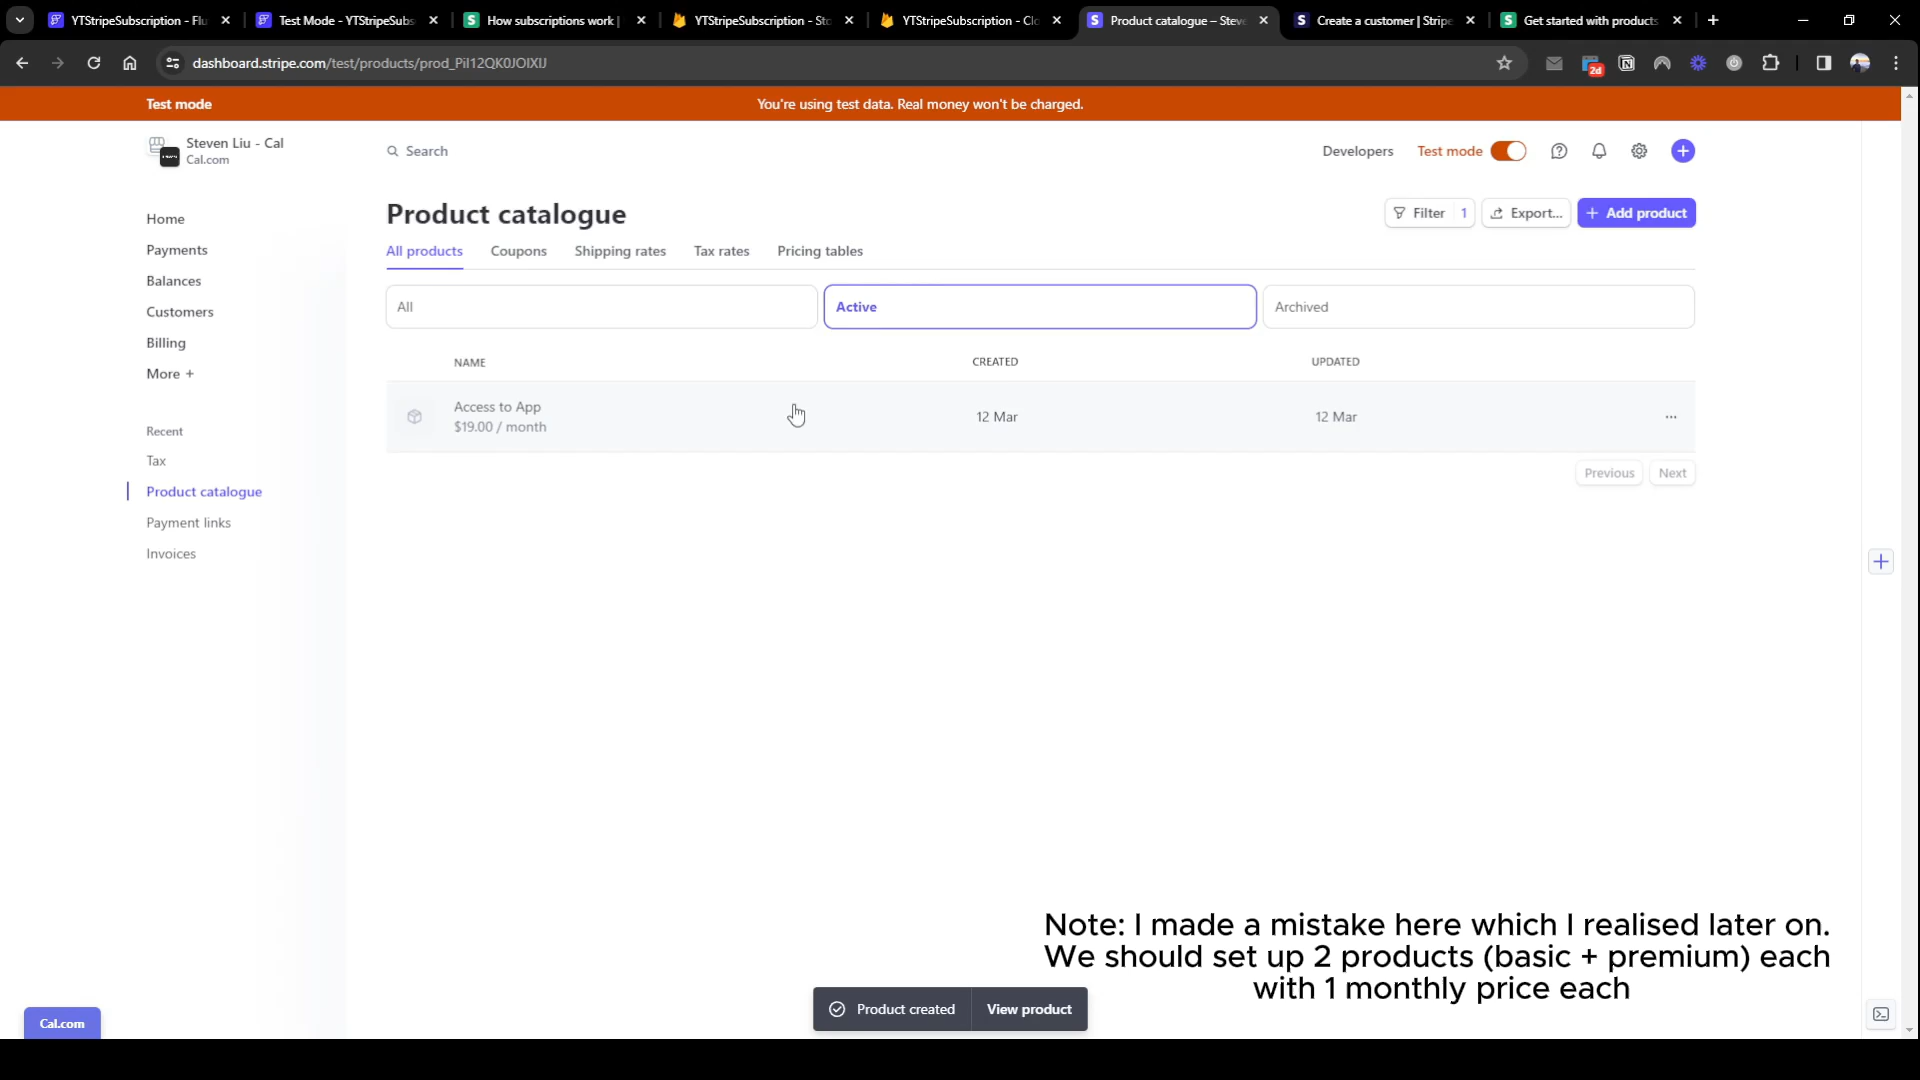 YTStripeSubscription - Flu
Test Mode - YTStripeSubs
How subscriptions work |
YTStripeSubscription - Sto
YTStripeSubscription - Clo
Product catalogue – Steve
Create a customer | Stripe
Get started with products
dashboard.stripe.com/test/products/prod_PiI12QK0JOIXIJ
2d
Test mode
You're using test data. Real money won't be charged.
Steven Liu - Cal
Cal.com
Search
Developers
Test mode
Home
Payments
Balances
Customers
Billing
More +
Recent
Tax
Product catalogue
Payment links
Invoices
Product catalogue
Filter 1
Export...
+ Add product
All products
Coupons
Shipping rates
Tax rates
Pricing tables
All
Active
Archived
NAME
CREATED
UPDATED
Access to App
$19.00 / month
12 Mar
12 Mar
Previous
Next
Note: I made a mistake here which I realised later on.
We should set up 2 products (basic + premium) each
with 1 monthly price each
Product created
View product
Cal.com